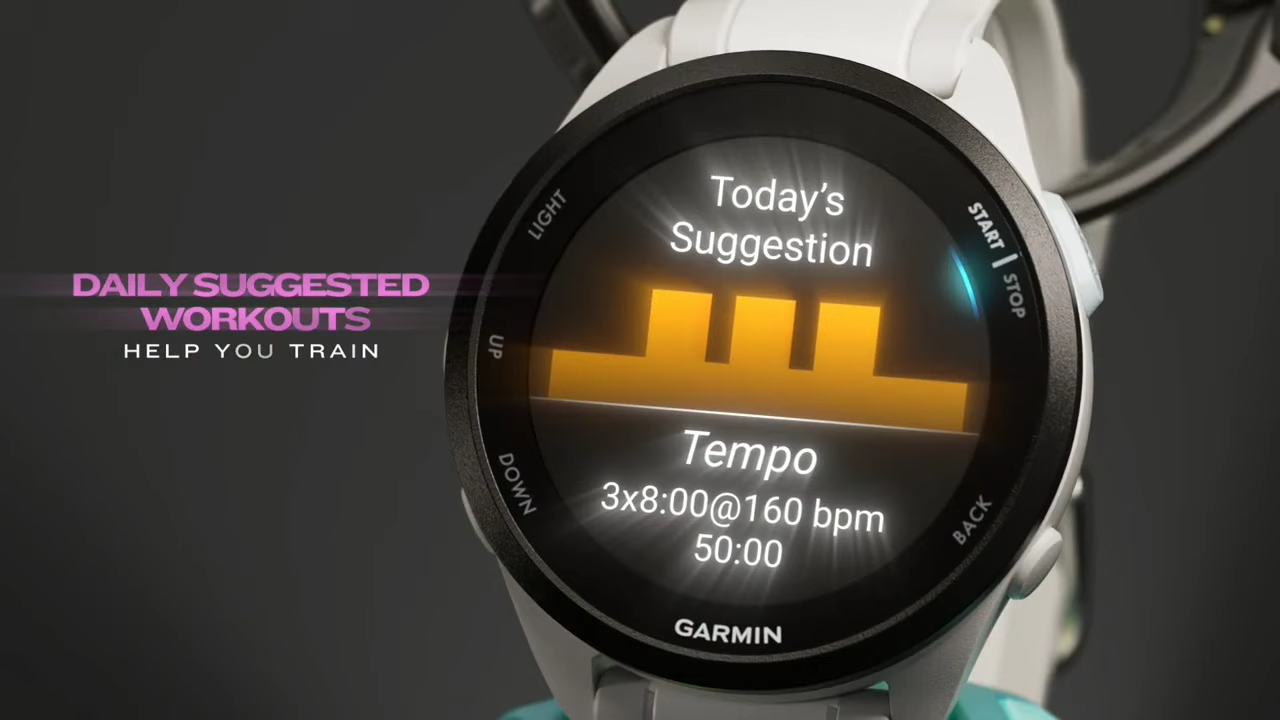 DAILY SUGGESTED
WORKOUTS
HELP YOU TRAIN
LIGHT
UP
DOWN
START | STOP
BACK
Today's
Suggestion
Tempo
3x8:00@160 bpm
50:00
GARMIN